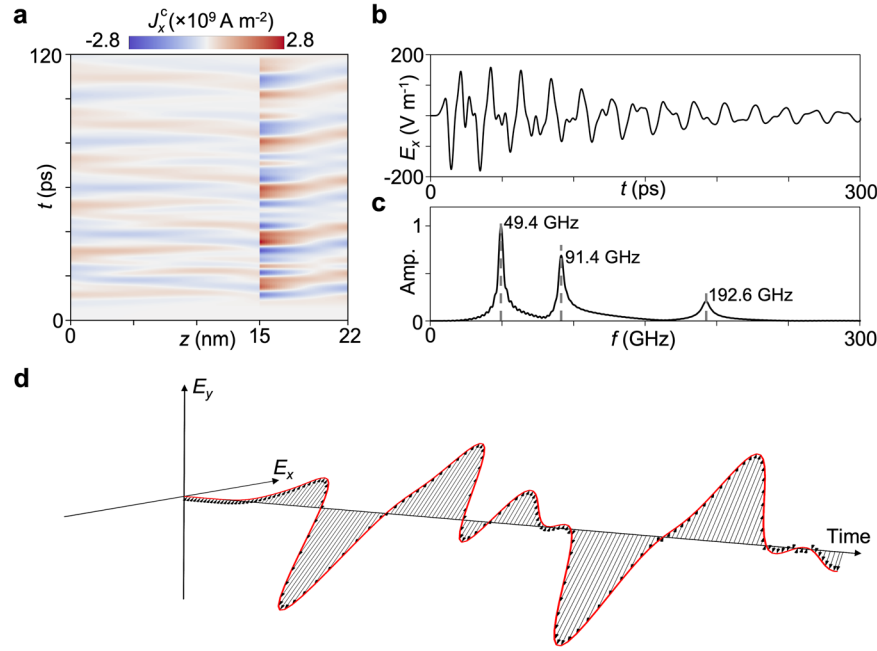 a
J_x^c (×10⁹ A m⁻²)
-2.8
2.8
120
t (ps)
0
0
z (nm)
15
22
b
200
E_x (V m⁻¹)
-200
0
t (ps)
300
c
1
Amp.
0
49.4 GHz
91.4 GHz
192.6 GHz
0
f (GHz)
300
d
E_y
E_x
Time